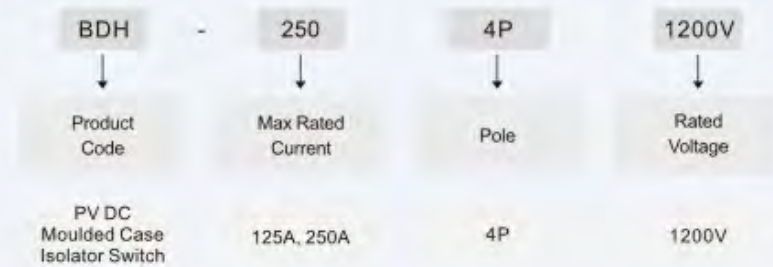 BDH - 250 4P 1200V
Product Code
Max Rated Current
Pole
Rated Voltage
PV DC Moulded Case Isolator Switch
125A, 250A
4P
1200V